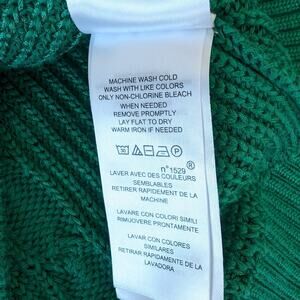 MACHINE WASH COLD
WASH WITH LIKE COLORS
ONLY NON-CHLORINE BLEACH
WHEN NEEDED
REMOVE PROMPTLY
LAY FLAT TO DRY
WARM IRON IF NEEDED
30 P
n°1529®
LAVER AVEC DES COULEURS
SEMBLABLES
RETIRER RAPIDEMENT DE LA
MACHINE
LAVARE CON COLORI SIMILI
RIMUOVERE PRONTAMENTE
LAVAR CON COLORES
SIMILARES
RETIRAR RAPIDAMENTE DE LA
LAVADORA